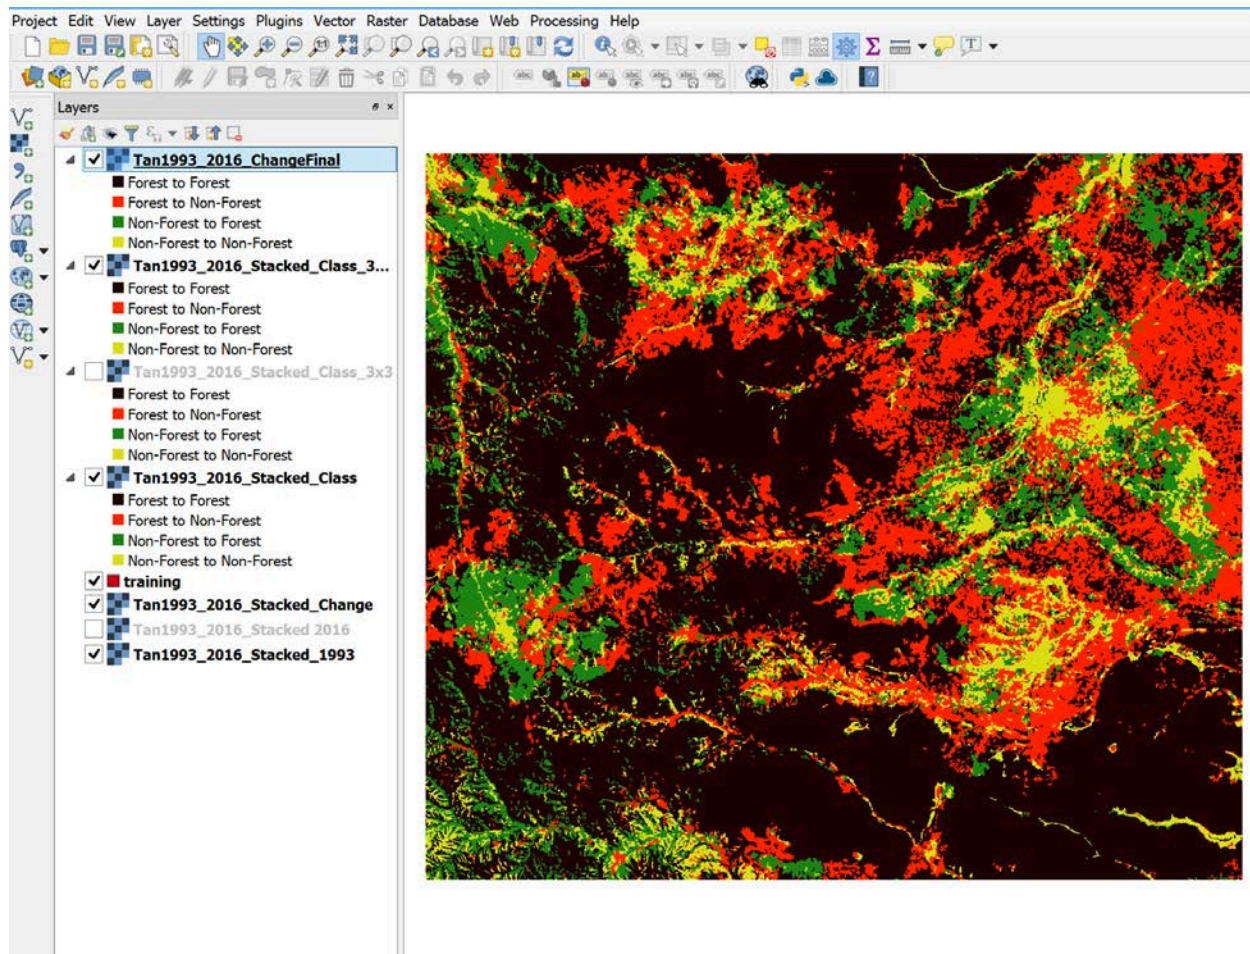 Project Edit View Layer Settings Plugins Vector Raster Database Web Processing Help
Layers
Tan1993_2016_ChangeFinal
Forest to Forest
Forest to Non-Forest
Non-Forest to Forest
Non-Forest to Non-Forest
Tan1993_2016_Stacked_Class_3...
Forest to Forest
Forest to Non-Forest
Non-Forest to Forest
Non-Forest to Non-Forest
Tan1993_2016_Stacked_Class_3x3
Forest to Forest
Forest to Non-Forest
Non-Forest to Forest
Non-Forest to Non-Forest
Tan1993_2016_Stacked_Class
Forest to Forest
Forest to Non-Forest
Non-Forest to Forest
Non-Forest to Non-Forest
training
Tan1993_2016_Stacked_Change
Tan1993_2016_Stacked 2016
Tan1993_2016_Stacked_1993